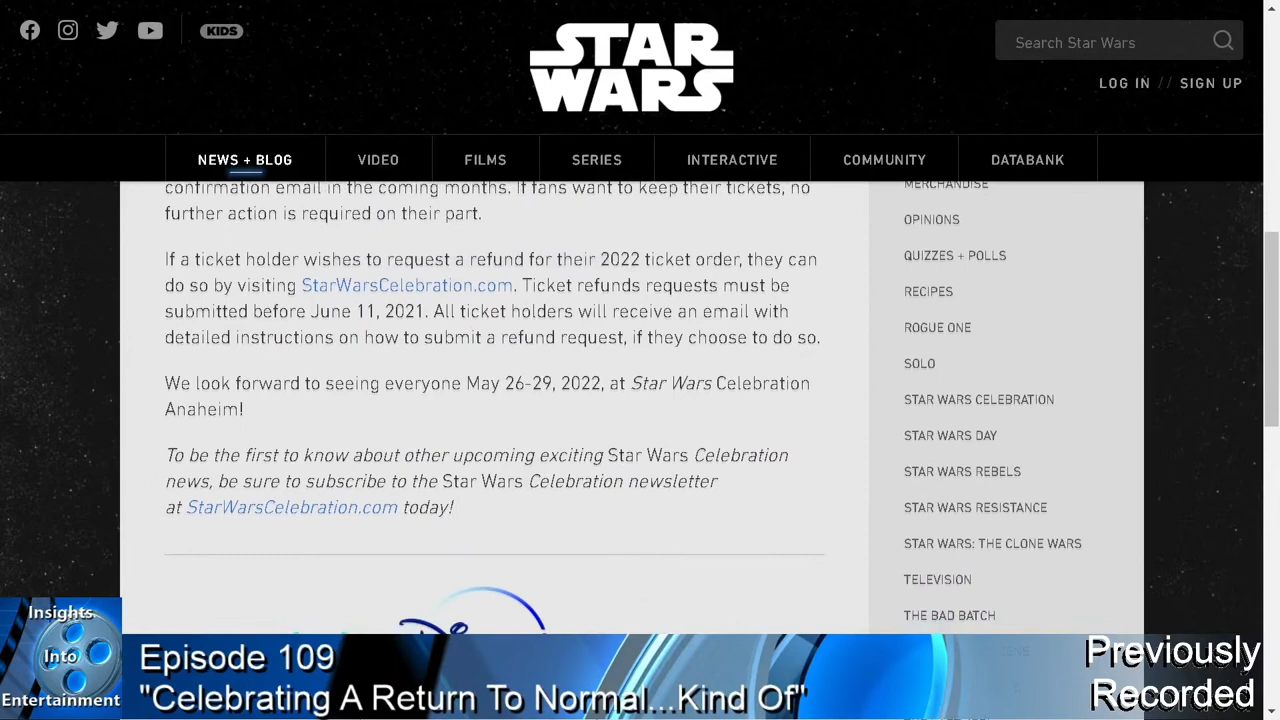 KIDS
STAR
WARS
Search Star Wars
LOG IN // SIGN UP
NEWS + BLOG
VIDEO
FILMS
SERIES
INTERACTIVE
COMMUNITY
DATABANK
confirmation email in the coming months. If fans want to keep their tickets, no
further action is required on their part.
If a ticket holder wishes to request a refund for their 2022 ticket order, they can
do so by visiting StarWarsCelebration.com. Ticket refunds requests must be
submitted before June 11, 2021. All ticket holders will receive an email with
detailed instructions on how to submit a refund request, if they choose to do so.
We look forward to seeing everyone May 26-29, 2022, at Star Wars Celebration
Anaheim!
To be the first to know about other upcoming exciting Star Wars Celebration
news, be sure to subscribe to the Star Wars Celebration newsletter
at StarWarsCelebration.com today!
MERCHANDISE
OPINIONS
QUIZZES + POLLS
RECIPES
ROGUE ONE
SOLO
STAR WARS CELEBRATION
STAR WARS DAY
STAR WARS REBELS
STAR WARS RESISTANCE
STAR WARS: THE CLONE WARS
TELEVISION
THE BAD BATCH
Insights
Into
Entertainment
Episode 109
"Celebrating A Return To Normal...Kind Of"
Previously
Recorded